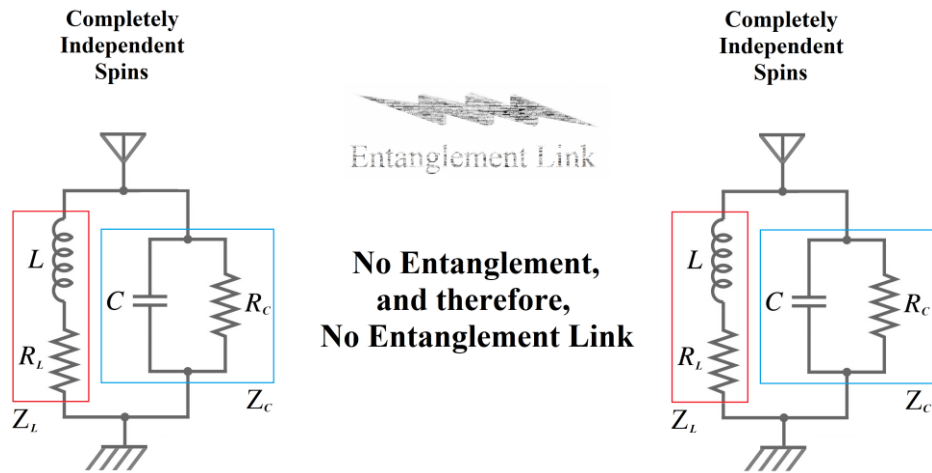 Completely
Independent
Spins
Completely
Independent
Spins
Entanglement Link
L
C
R_C
R_L
Z_L
Z_C
No Entanglement,
and therefore,
No Entanglement Link
L
C
R_C
R_L
Z_L
Z_C